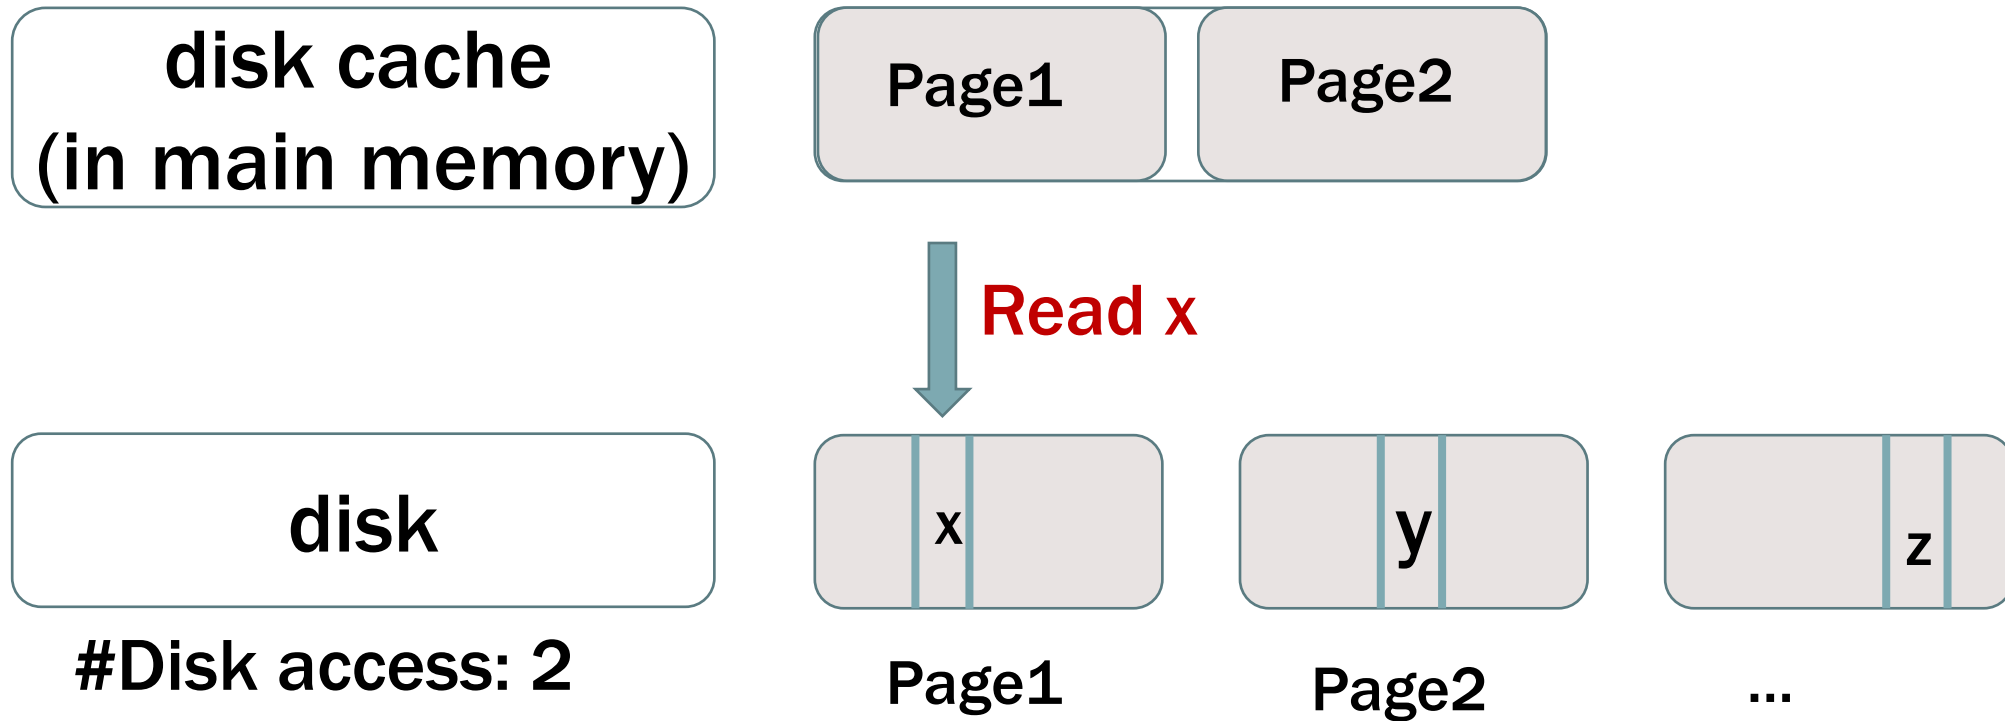 disk cache
(in main memory)
Page1
Page2
Read x
disk
x
y
z
#Disk access: 2
Page1
Page2
...